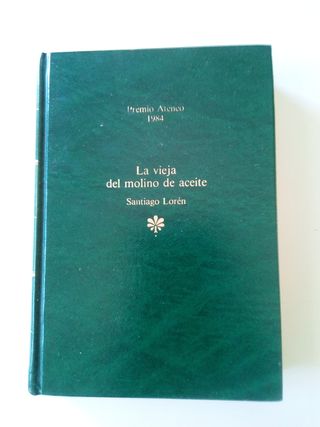 Premio Ateneo
1984
La vieja
del molino de aceite
Santiago Lorén